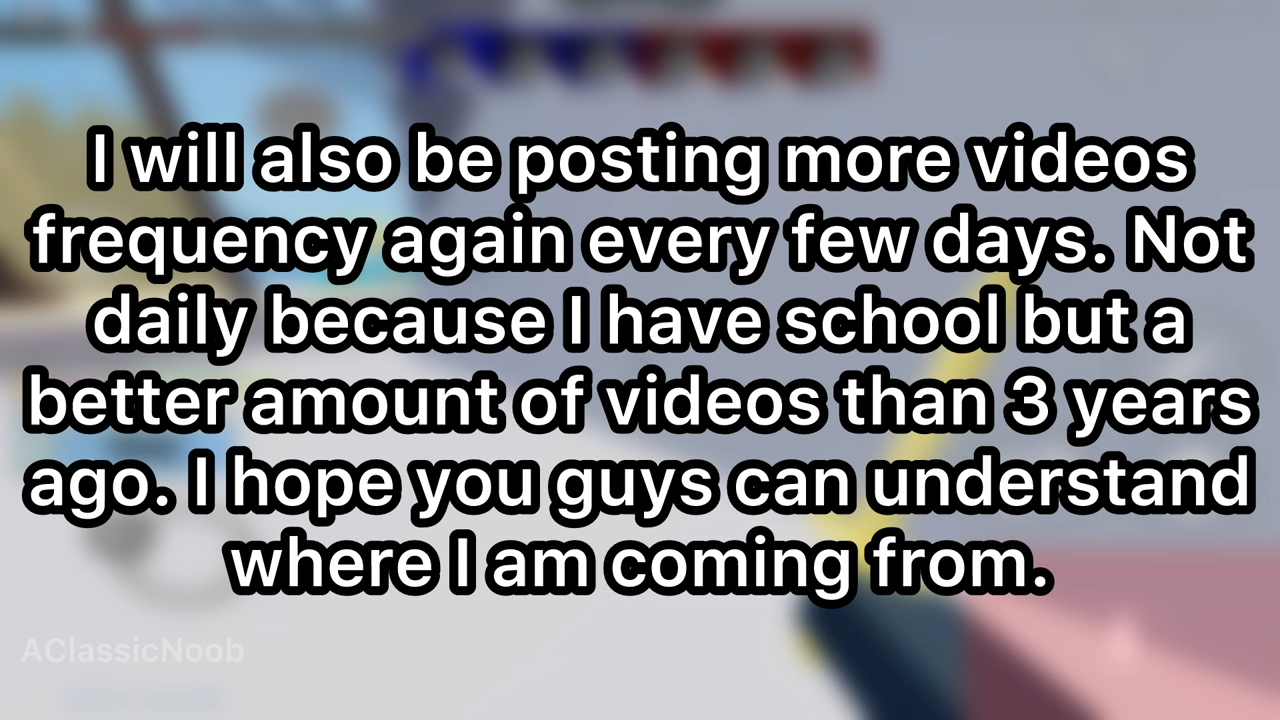 I will also be posting more videos
frequency again every few days. Not
daily because I have school but a
better amount of videos than 3 years
ago. I hope you guys can understand
where I am coming from.
AClassicNoob